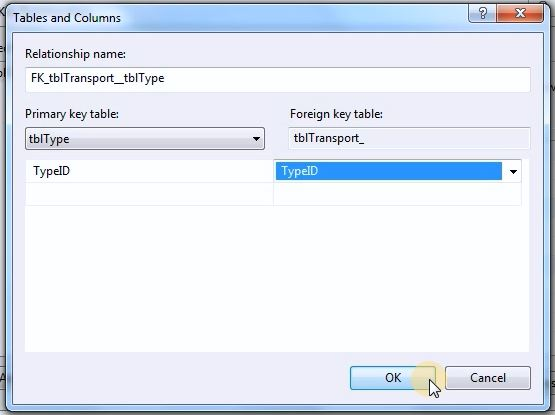 Tables and Columns
Relationship name:
FK_tblTransport__tblType
Primary key table:
Foreign key table:
tblType
tblTransport_
TypeID
TypeID
OK
Cancel